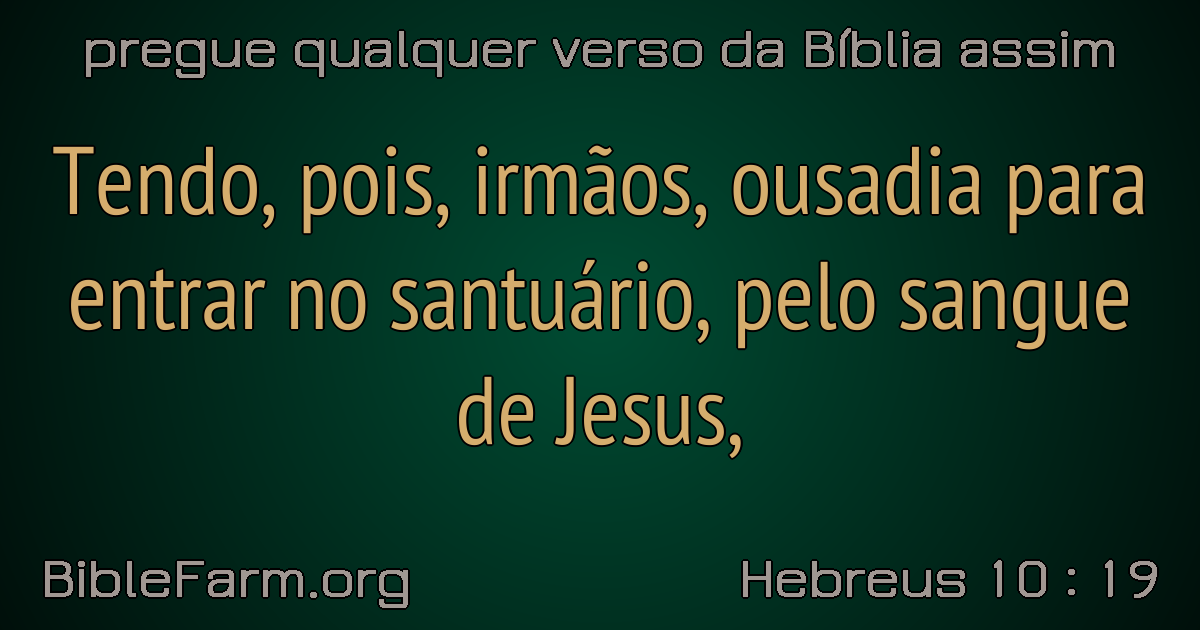 pregue qualquer verso da Bíblia assim
Tendo, pois, irmãos, ousadia para
entrar no santuário, pelo sangue
de Jesus,
BibleFarm.org
Hebreus 10 : 19